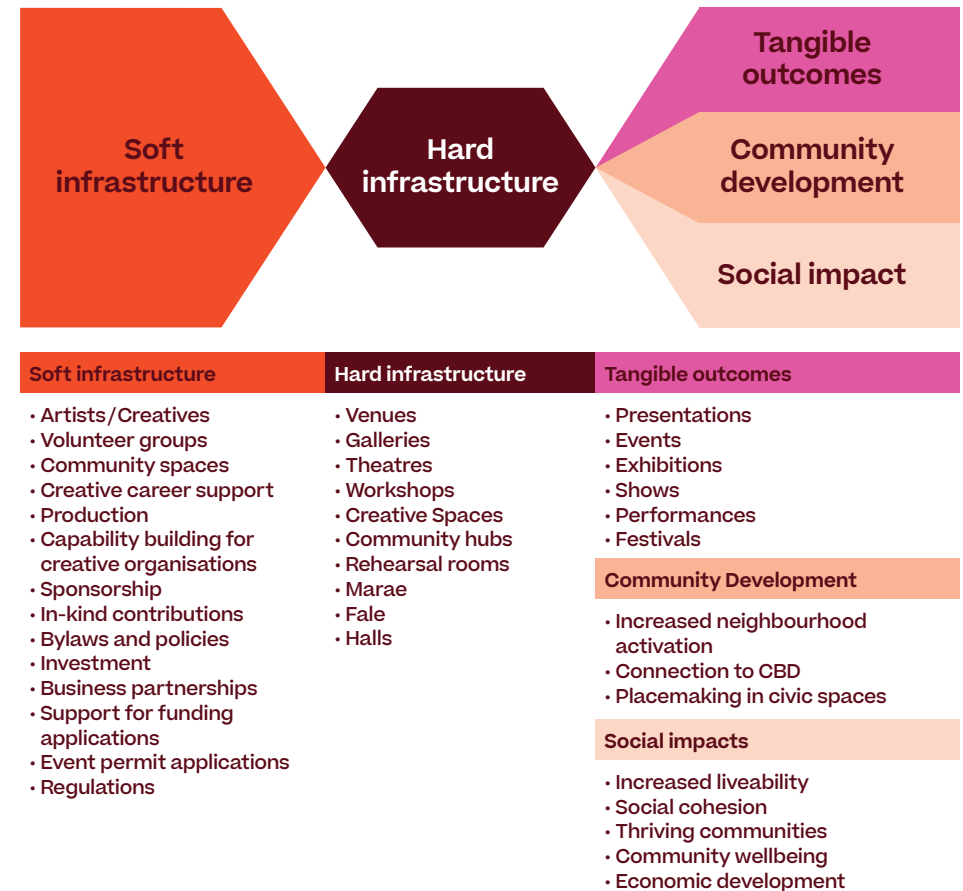 Soft
infrastructure
Hard
infrastructure
Tangible
outcomes
Community
development
Social impact
Soft infrastructure
• Artists/Creatives
• Volunteer groups
• Community spaces
• Creative career support
• Production
• Capability building for
creative organisations
• Sponsorship
• In-kind contributions
• Bylaws and policies
• Investment
• Business partnerships
• Support for funding
applications
• Event permit applications
• Regulations
Hard infrastructure
• Venues
• Galleries
• Theatres
• Workshops
• Creative Spaces
• Community hubs
• Rehearsal rooms
• Marae
• Fale
• Halls
Tangible outcomes
• Presentations
• Events
• Exhibitions
• Shows
• Performances
• Festivals
Community Development
• Increased neighbourhood
activation
• Connection to CBD
• Placemaking in civic spaces
Social impacts
• Increased liveability
• Social cohesion
• Thriving communities
• Community wellbeing
• Economic development